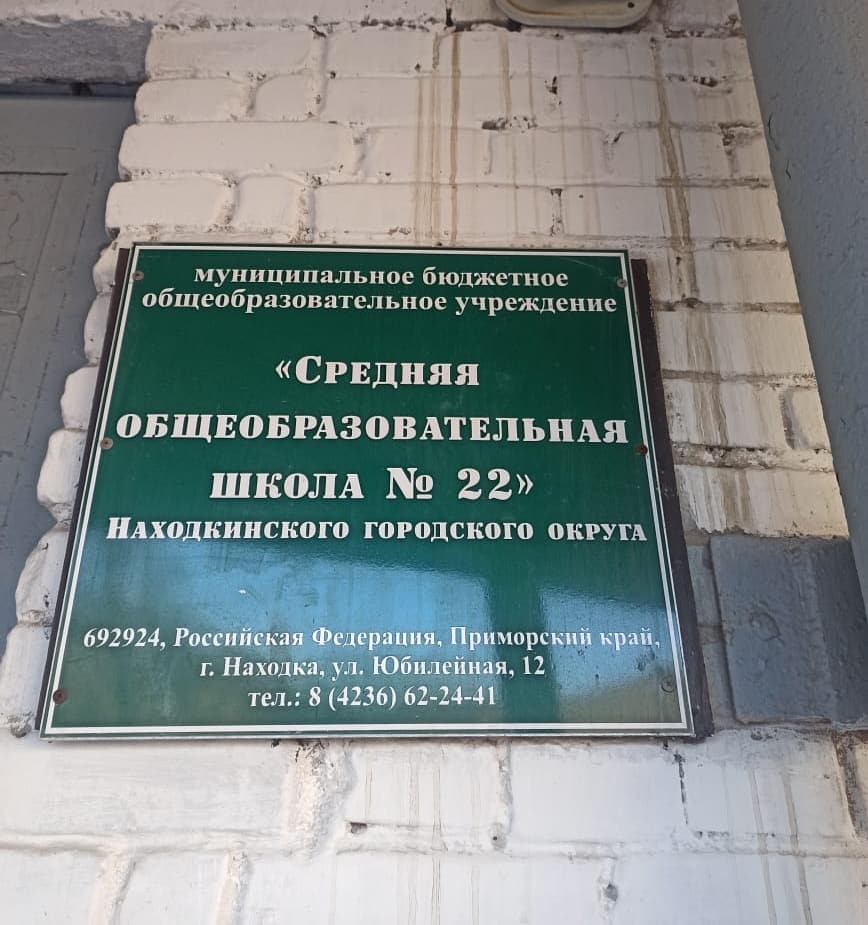 муниципальное бюджетное
общеобразовательное учреждение
«Средняя
общеобразовательная
школа № 22»
Находкинского городского округа
692924, Российская Федерация, Приморский край,
г. Находка, ул. Юбилейная, 12
тел.: 8 (4236) 62-24-41